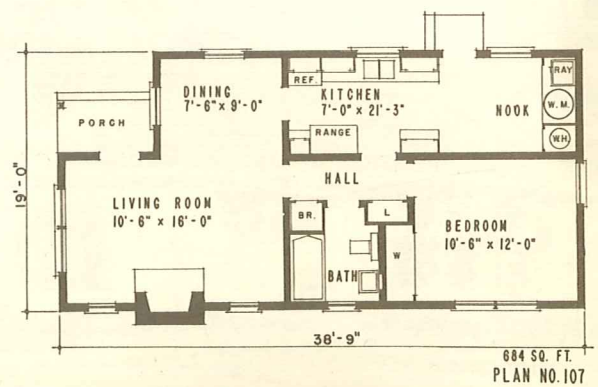 REF.
TRAY
DINING
7'-6" x 9'-0"
KITCHEN
7'-0" x 21'-3"
W.M.
PORCH
NOOK
RANGE
W.H.
19'-0"
HALL
LIVING ROOM
10'-6" x 16'-0"
BR.
L
BEDROOM
10'-6" x 12'-0"
W
BATH
38'-9"
684 SQ. FT.
PLAN NO. 107